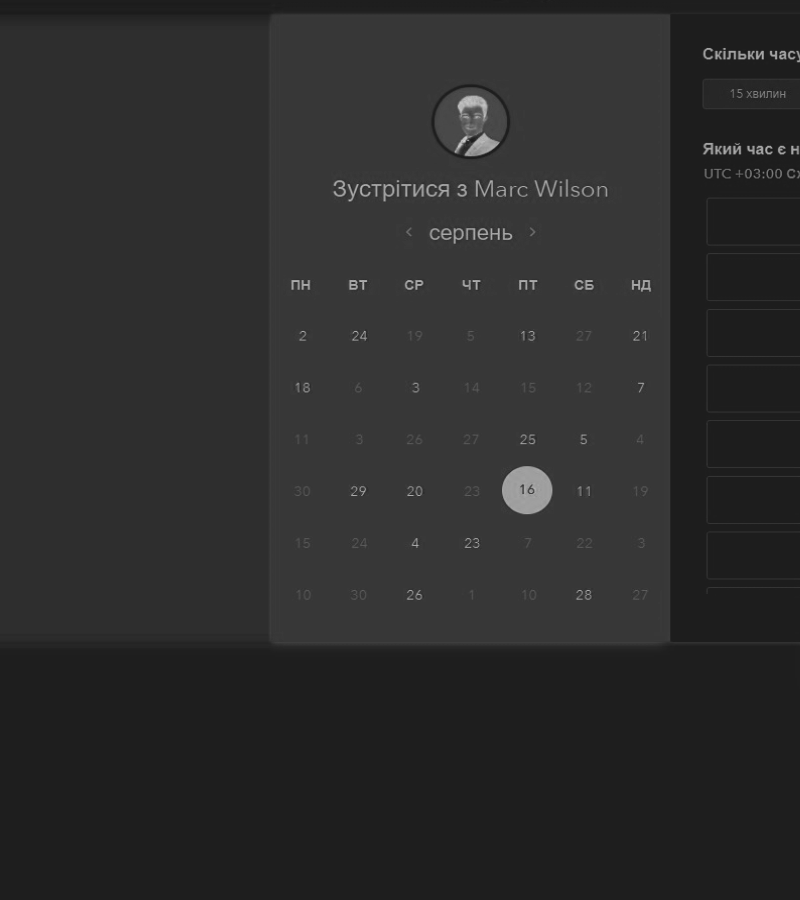 Зустрітися з Marc Wilson
‹ серпень ›
ПН ВТ СР ЧТ ПТ СБ НД
2 24 19 5 13 27 21
18 6 3 14 15 12 7
11 3 26 27 25 5 4
30 29 20 23 16 11 19
15 24 4 23 7 22 3
10 30 26 1 10 28 27
Скільки часу
15 хвилин
Який час є н
UTC +03:00 Сх